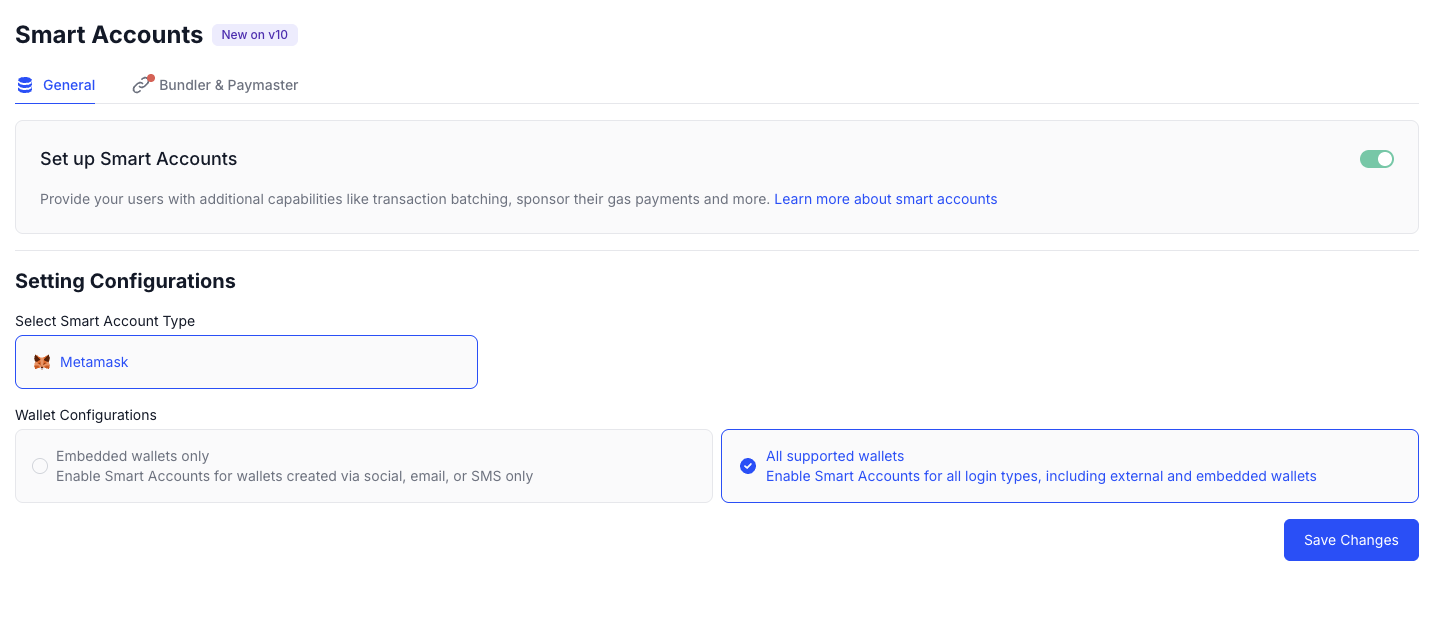 Smart Accounts New on v10
General Bundler & Paymaster
Set up Smart Accounts
Provide your users with additional capabilities like transaction batching, sponsor their gas payments and more. Learn more about smart accounts
Setting Configurations
Select Smart Account Type
Metamask
Wallet Configurations
Embedded wallets only
Enable Smart Accounts for wallets created via social, email, or SMS only
All supported wallets
Enable Smart Accounts for all login types, including external and embedded wallets
Save Changes